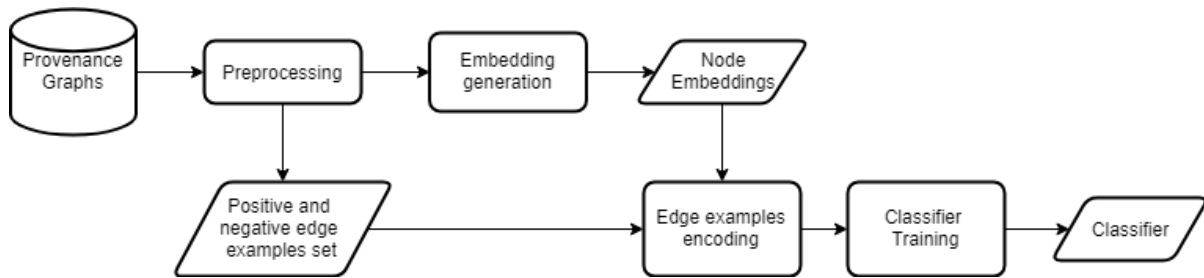 Provenance
Graphs
Preprocessing
Embedding
generation
Node
Embeddings
Positive and
negative edge
examples set
Edge examples
encoding
Classifier
Training
Classifier